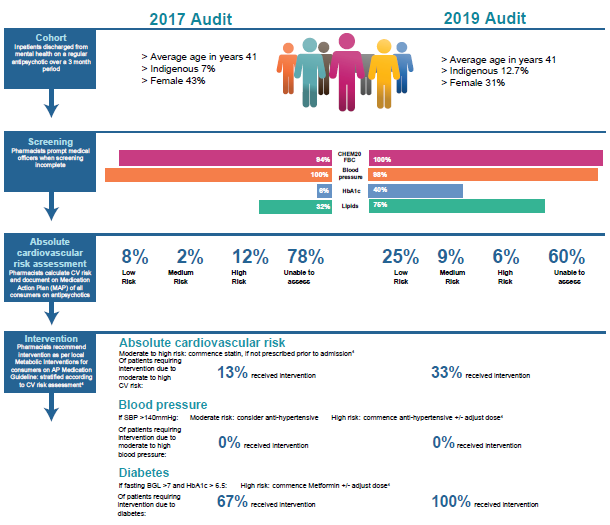 2017 Audit
2019 Audit
Cohort
Inpatients discharged from
mental health on a regular
antipsychotic over a 3 month
period
> Average age in years 41
> Indigenous 7%
> Female 43%
> Average age in years 41
> Indigenous 12.7%
> Female 31%
Screening
Pharmacists prompt medical
officers when screening
incomplete
94%
CHEM20
FBC
100%
100%
Blood
pressure
98%
6%
HbA1c
40%
32%
Lipids
75%
Absolute
cardiovascular
risk assessment
Pharmacists calculate CV risk
and document on Medication
Action Plan (MAP) of all
consumers on antipsychotics
8%
Low
Risk
2%
Medium
Risk
12%
High
Risk
78%
Unable to
assess
25%
Low
Risk
9%
Medium
Risk
6%
High
Risk
60%
Unable to
assess
Intervention
Pharmacists recommend
intervention as per local
Metabolic Interventions for
consumers on AP Medication
Guideline: stratified according
to CV risk assessment⁴
Absolute cardiovascular risk
Moderate to high risk: commence statin, if not prescribed prior to admission⁴
Of patients requiring
intervention due to
moderate to high
CV risk:
13% received intervention
33% received intervention
Blood pressure
If SBP >140mmHg: Moderate risk: consider anti-hypertensive High risk: commence anti-hypertensive +/- adjust dose⁴
Of patients requiring
intervention due to
moderate to high
blood pressure:
0% received intervention
0% received intervention
Diabetes
If fasting BGL >7 and HbA1c > 6.5: High risk: commence Metformin +/- adjust dose⁴
Of patients requiring
intervention due to
diabetes:
67% received intervention
100% received intervention